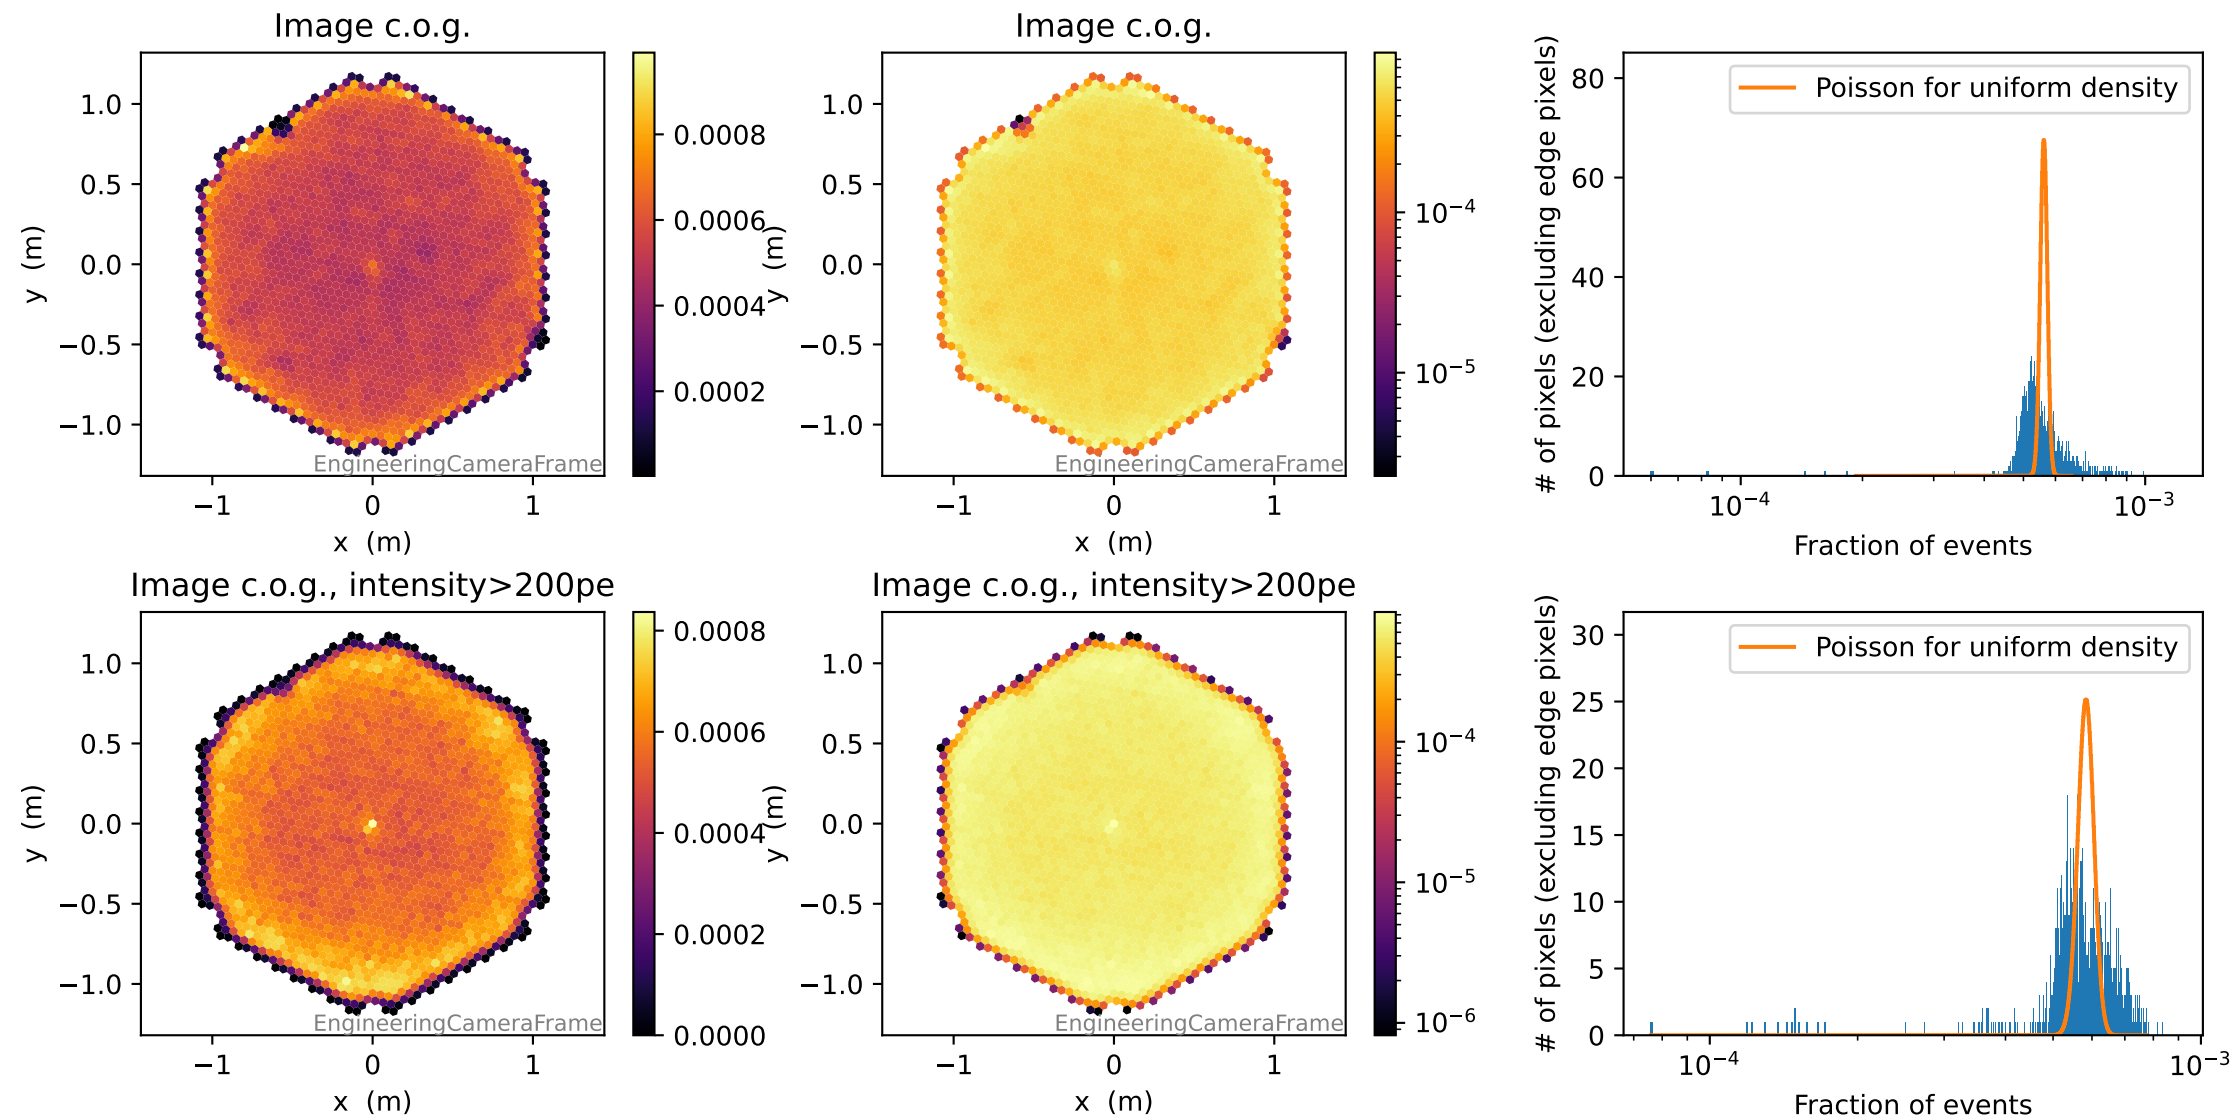 Image c.o.g.
y (m)
1.0
0.5
0.0
−0.5
−1.0
EngineeringCameraFrame
−1 0 1
x (m)
0.0008
0.0006
0.0004
0.0002
Image c.o.g.
y (m)
1.0
0.5
0.0
−0.5
−1.0
EngineeringCameraFrame
−1 0 1
x (m)
10⁻⁴
10⁻⁵
# of pixels (excluding edge pixels)
80
60
40
20
0
Poisson for uniform density
10⁻⁴ 10⁻³
Fraction of events
Image c.o.g., intensity>200pe
y (m)
1.0
0.5
0.0
−0.5
−1.0
EngineeringCameraFrame
−1 0 1
x (m)
0.0008
0.0006
0.0004
0.0002
0.0000
Image c.o.g., intensity>200pe
y (m)
1.0
0.5
0.0
−0.5
−1.0
EngineeringCameraFrame
−1 0 1
x (m)
10⁻⁴
10⁻⁵
10⁻⁶
# of pixels (excluding edge pixels)
30
25
20
15
10
5
0
Poisson for uniform density
10⁻⁴ 10⁻³
Fraction of events